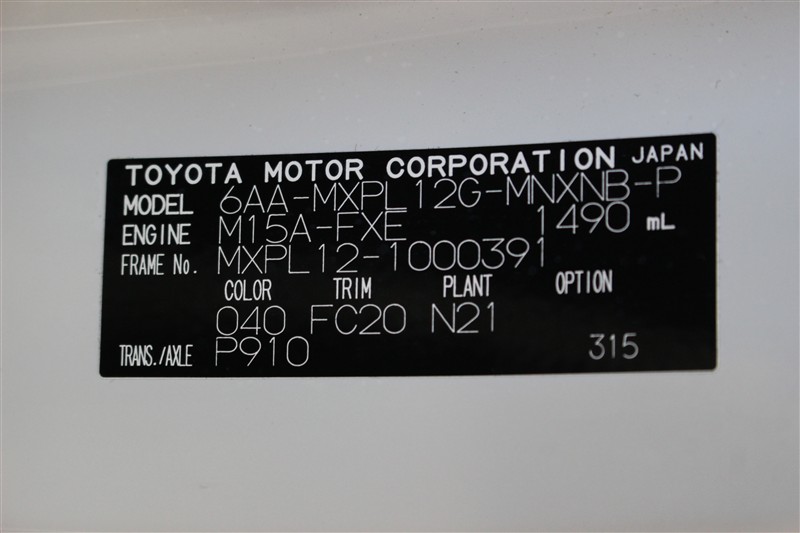 TOYOTA MOTOR CORPORATION JAPAN
MODEL 6AA-MXPL12G-MNXNB-P
ENGINE M15A-FXE 1490 mL
FRAME No. MXPL12-1000391
COLOR TRIM PLANT OPTION
040 FC20 N21
TRANS./AXLE P910 315